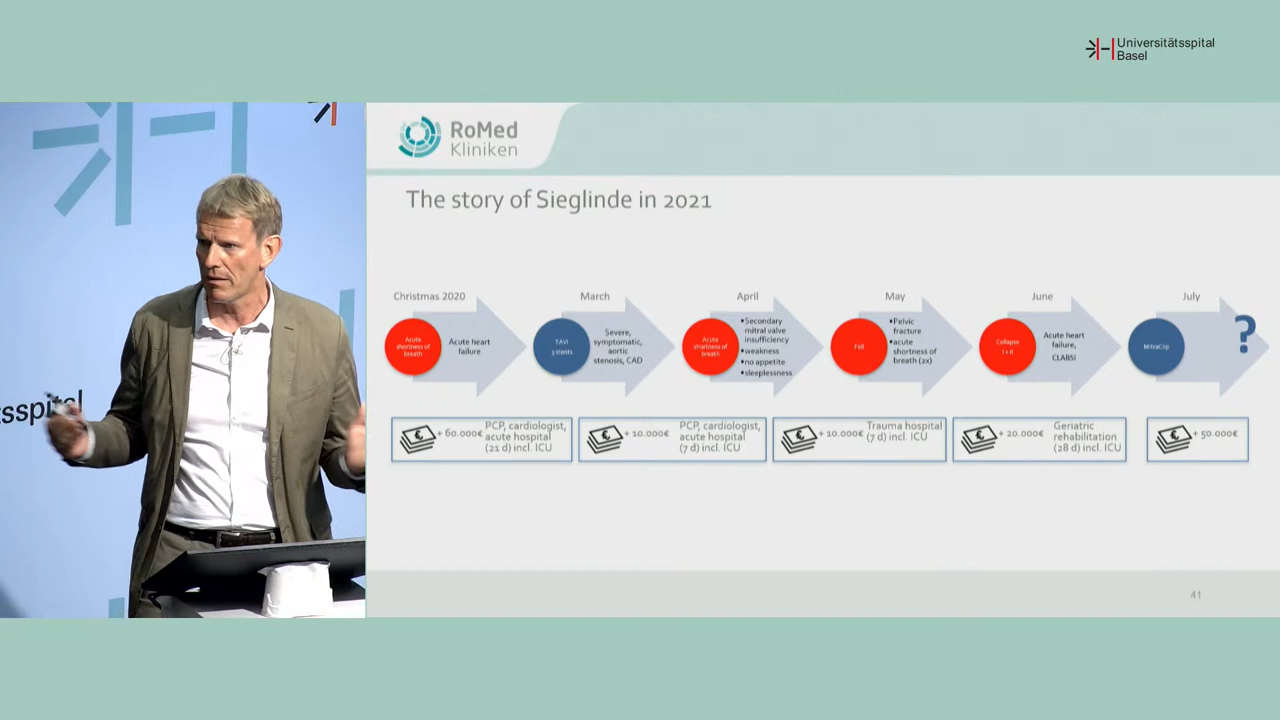 Universitätsspital
Basel
tsspital
RoMed
Kliniken
The story of Sieglinde in 2021
Christmas 2020
March
April
May
June
July
Acute
shortness of
breath
Acute heart
failure
TAVI
3 stents
Severe,
symptomatic,
aortic
stenosis, CAD
Acute
shortness of
breath
•Secondary
mitral valve
insufficiency
•weakness
•no appetite
•sleeplessness
Fall
•Pelvic
fracture
•acute
shortness of
breath (2x)
Collapse
I + II
Acute heart
failure,
CLABSI
MitraClip
?
+ 60.000€
PCP, cardiologist,
acute hospital
(21 d) incl. ICU
+ 10.000€
PCP, cardiologist,
acute hospital
(7 d) incl. ICU
+ 10.000€
Trauma hospital
(7 d) incl. ICU
+ 20.000€
Geriatric
rehabilitation
(28 d) incl. ICU
+ 50.000€
41